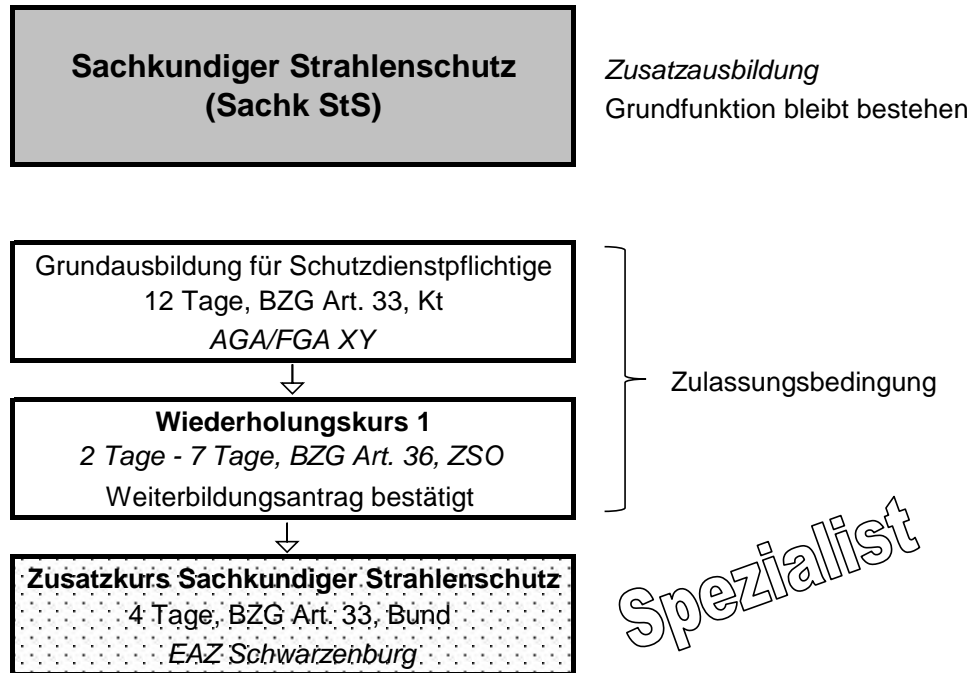 Sachkundiger Strahlenschutz
(Sachk StS)
Zusatzausbildung
Grundfunktion bleibt bestehen
Grundausbildung für Schutzdienstpflichtige
12 Tage, BZG Art. 33, Kt
AGA/FGA XY
Zulassungsbedingung
Wiederholungskurs 1
2 Tage - 7 Tage, BZG Art. 36, ZSO
Weiterbildungsantrag bestätigt
Zusatzkurs Sachkundiger Strahlenschutz
4 Tage, BZG Art. 33, Bund
EAZ Schwarzenburg
Spezialist